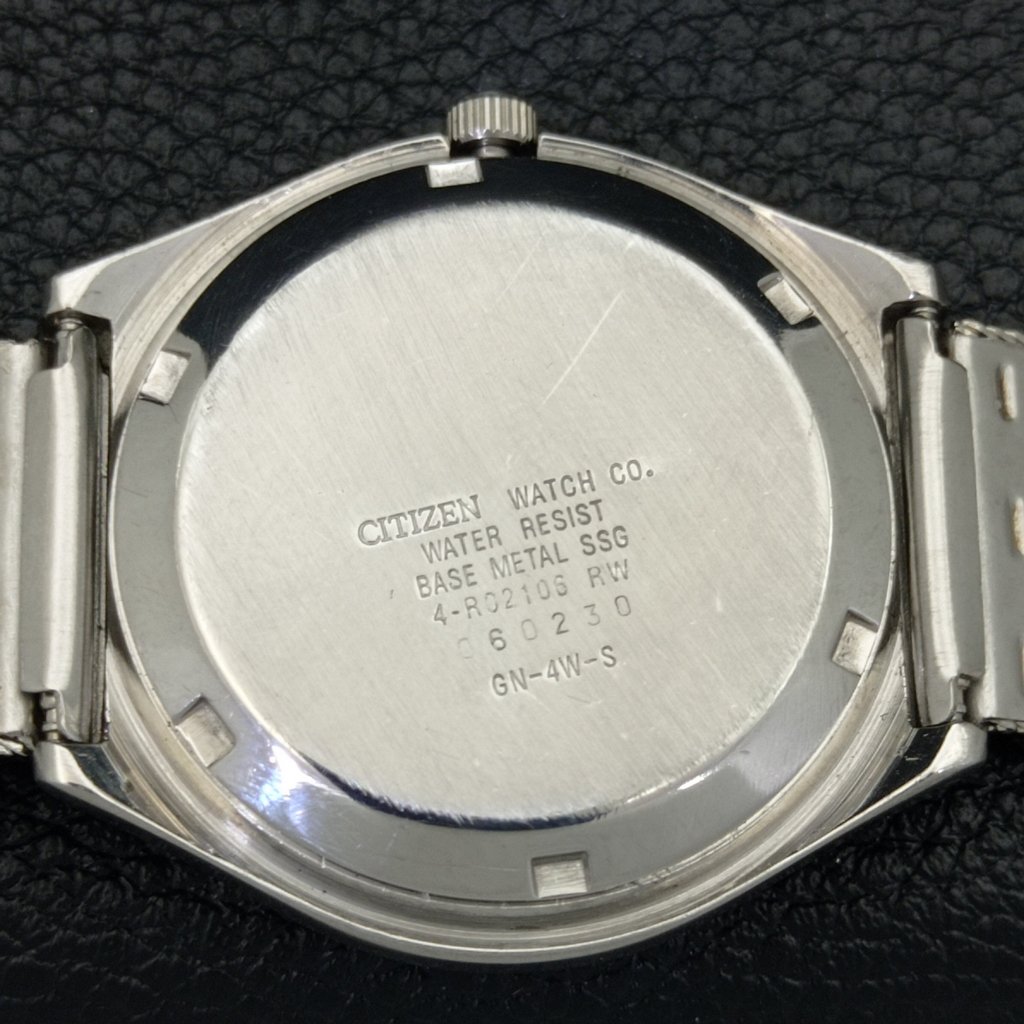 CITIZEN WATCH CO.
WATER RESIST
BASE METAL SSG
4-R02106 RW
060230
GN-4W-S